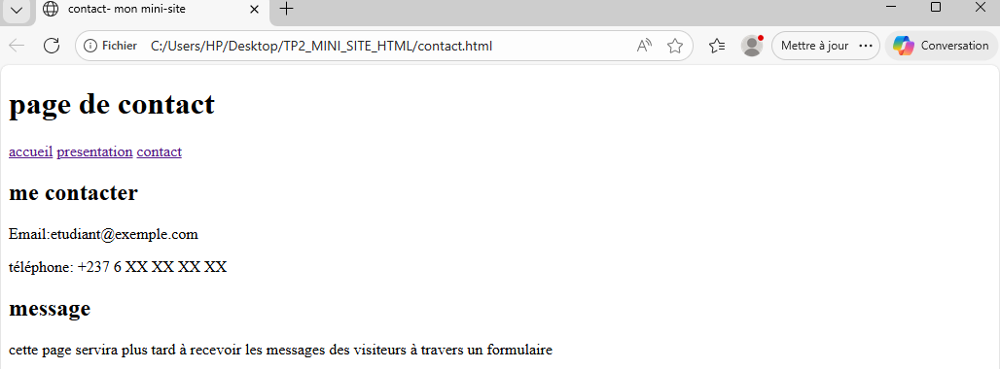 contact- mon mini-site
Fichier C:/Users/HP/Desktop/TP2_MINI_SITE_HTML/contact.html
Mettre à jour
Conversation
page de contact
accueil presentation contact
me contacter
Email:etudiant@exemple.com
téléphone: +237 6 XX XX XX XX
message
cette page servira plus tard à recevoir les messages des visiteurs à travers un formulaire